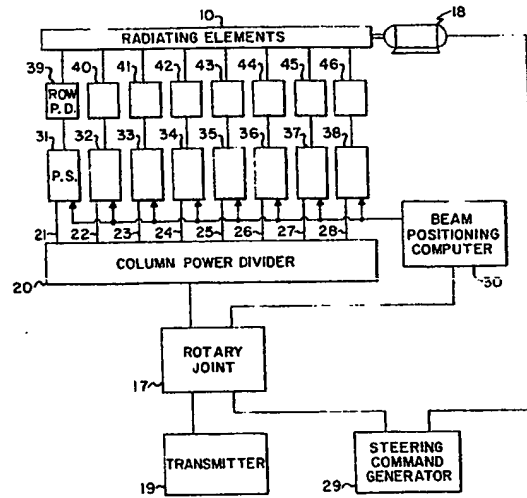 10
18
RADIATING ELEMENTS
39 40 41 42 43 44 45 46
ROW
P.D.
31 32 33 34 35 36 37 38
P.S.
21 22 23 24 25 26 27 28
BEAM
POSITIONING
COMPUTER
30
COLUMN POWER DIVIDER
20
ROTARY
JOINT
17
TRANSMITTER
19
STEERING
COMMAND
GENERATOR
29